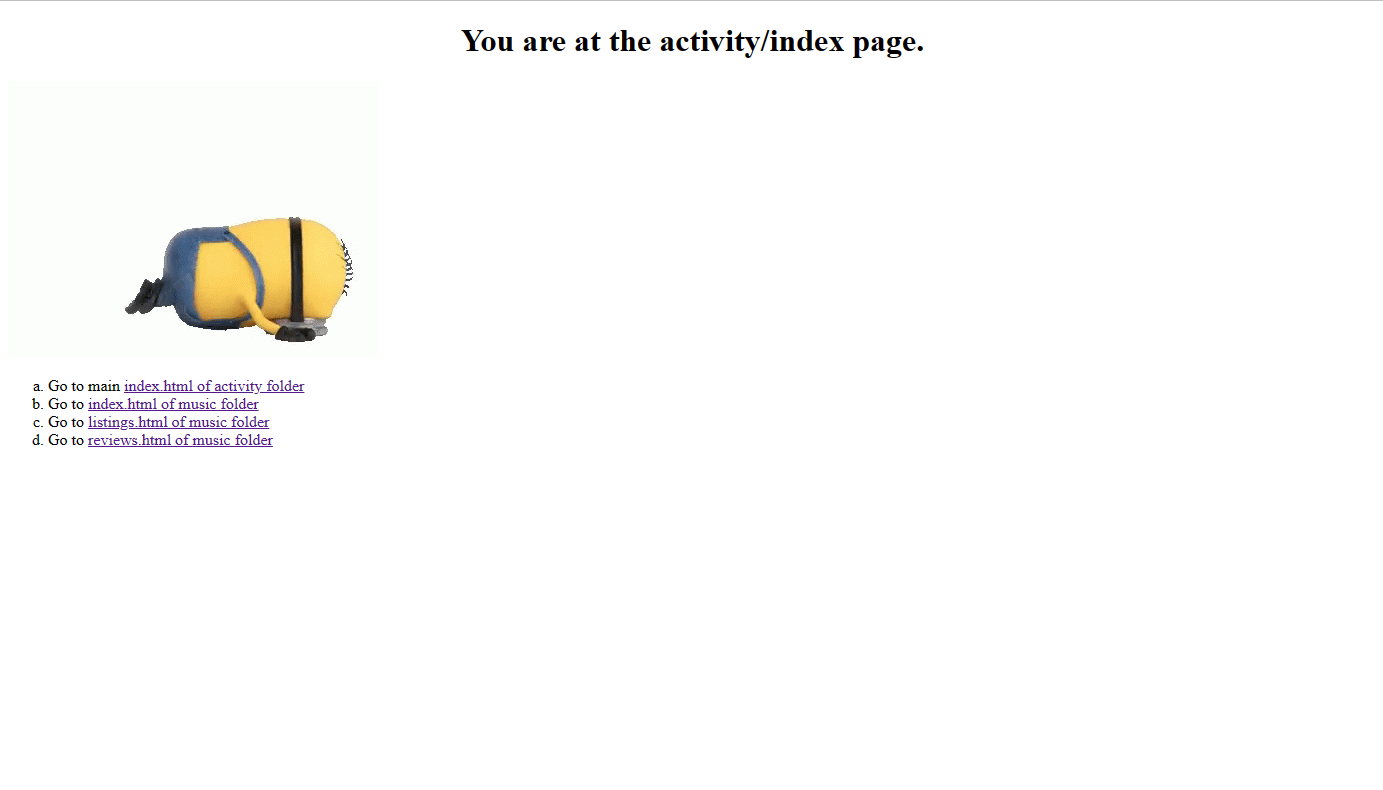 You are at the activity/index page.
a. Go to main index.html of activity folder
b. Go to index.html of music folder
c. Go to listings.html of music folder
d. Go to reviews.html of music folder